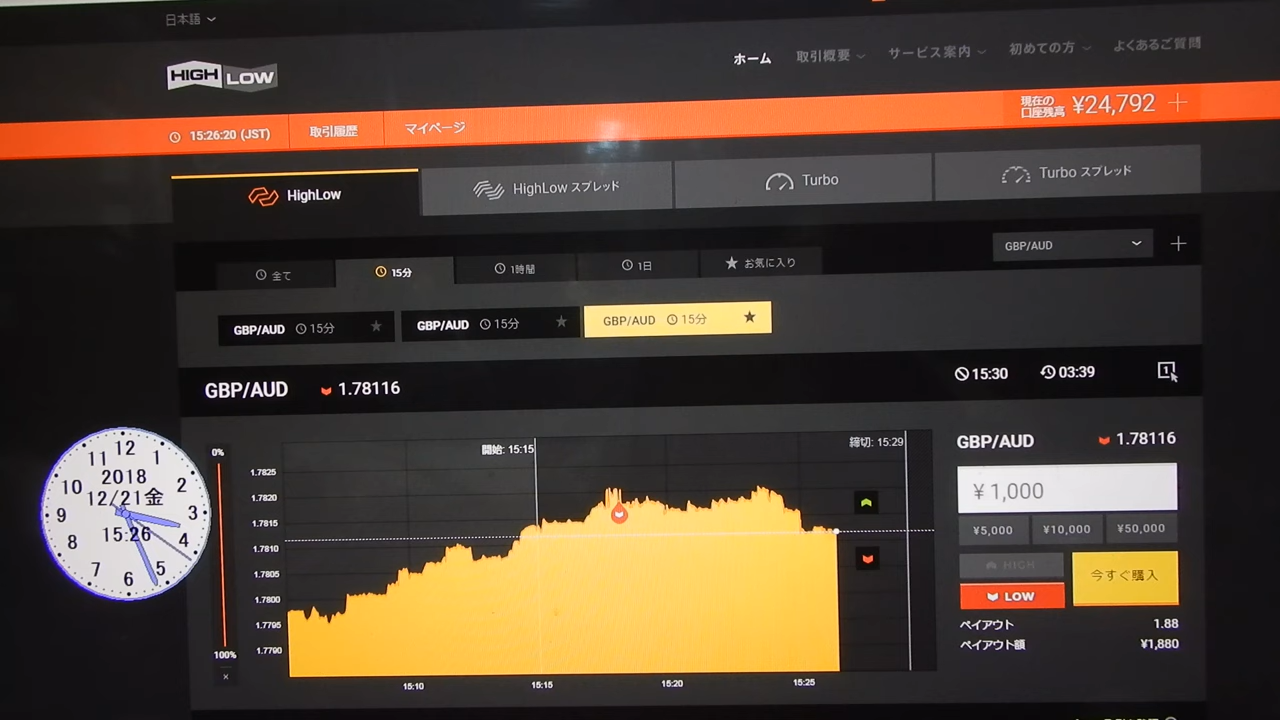 日本語
HIGH LOW
ホーム 取引概要 サービス案内 初めての方 よくあるご質問
15:26:20 (JST) 取引履歴 マイページ
現在の
口座残高 ¥24,792 +
HighLow HighLow スプレッド Turbo Turbo スプレッド
GBP/AUD +
全て 15分 1時間 1日 お気に入り
GBP/AUD 15分 GBP/AUD 15分 GBP/AUD 15分
GBP/AUD 1.78116 15:30 03:39 1
0%
100%
×
開始: 15:15 締切: 15:29
1.7825
1.7820
1.7815
1.7810
1.7805
1.7800
1.7795
1.7790
15:10 15:15 15:20 15:25
GBP/AUD 1.78116
¥ 1,000
¥5,000 ¥10,000 ¥50,000
HIGH
LOW
今すぐ購入
ペイアウト 1.88
ペイアウト額 ¥1,880
12 1 2 3 4 5 6 7 8 9 10 11
2018
12/21金
15:26